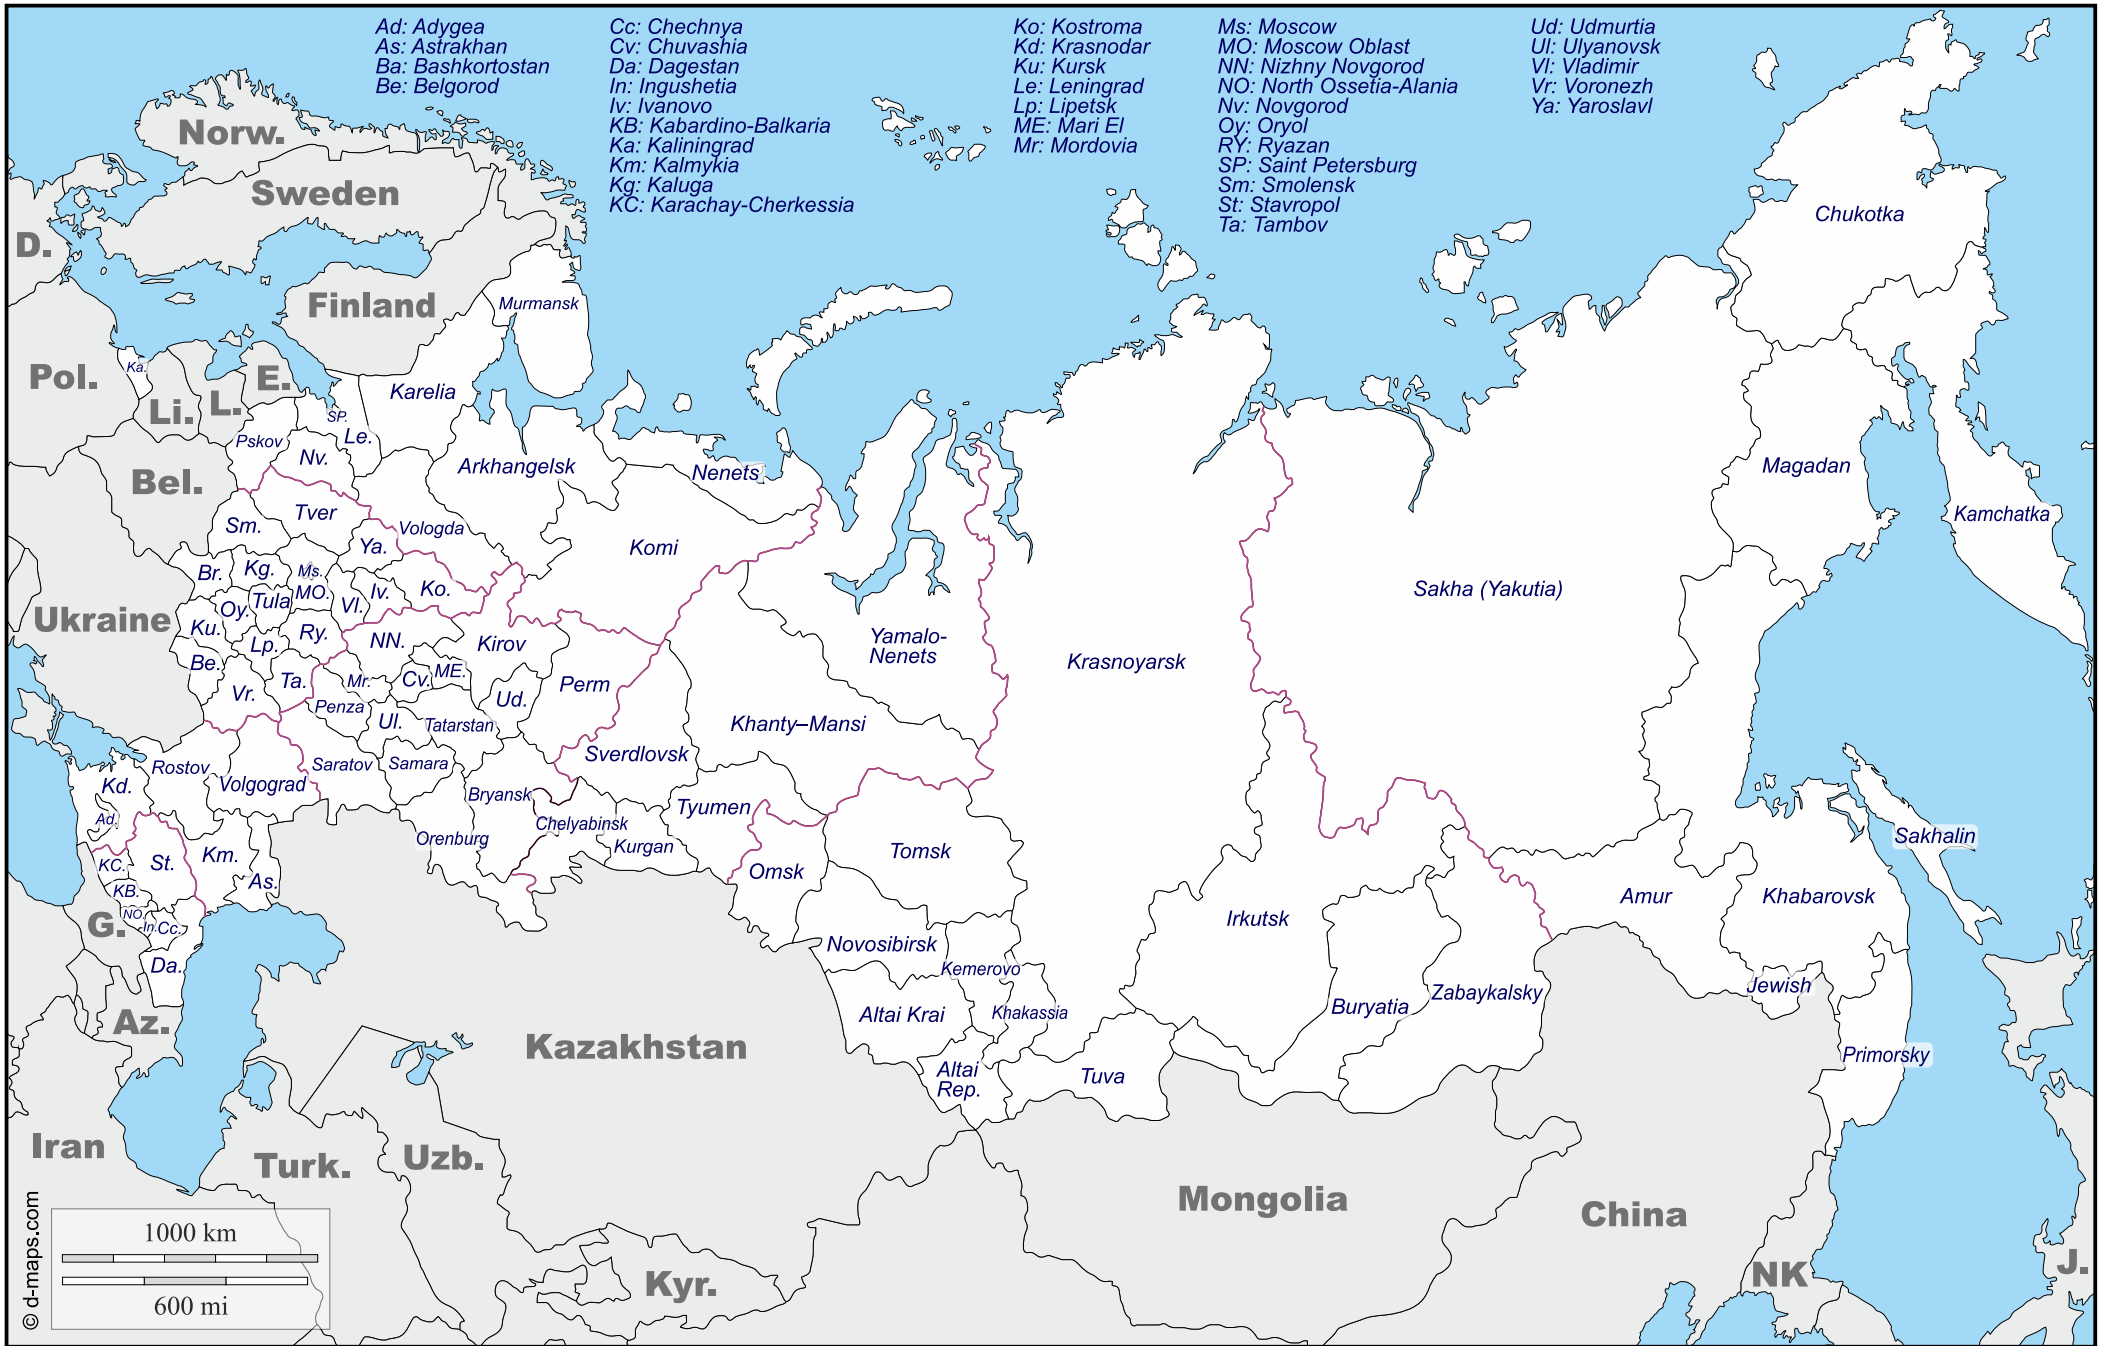 Ad: Adygea
As: Astrakhan
Ba: Bashkortostan
Be: Belgorod
Cc: Chechnya
Cv: Chuvashia
Da: Dagestan
In: Ingushetia
Iv: Ivanovo
KB: Kabardino-Balkaria
Ka: Kaliningrad
Km: Kalmykia
Kg: Kaluga
KC: Karachay-Cherkessia
Ko: Kostroma
Kd: Krasnodar
Ku: Kursk
Le: Leningrad
Lp: Lipetsk
ME: Mari El
Mr: Mordovia
Ms: Moscow
MO: Moscow Oblast
NN: Nizhny Novgorod
NO: North Ossetia-Alania
Nv: Novgorod
Oy: Oryol
RY: Ryazan
SP: Saint Petersburg
Sm: Smolensk
St: Stavropol
Ta: Tambov
Ud: Udmurtia
Ul: Ulyanovsk
Vl: Vladimir
Vr: Voronezh
Ya: Yaroslavl
Norw.
Sweden
D.
Finland
Murmansk
Chukotka
Pol.
Ka.
Li.
L.
E.
Karelia
SP.
Le.
Pskov
Nv.
Bel.
Arkhangelsk
Nenets
Magadan
Kamchatka
Sm.
Tver
Vologda
Ya.
Komi
Br.
Kg.
Ms.
MO.
Vl.
Iv.
Ko.
Sakha (Yakutia)
Ukraine
Ku.
Oy.
Tula
Lp.
Ry.
NN.
Kirov
Yamalo-
Nenets
Krasnoyarsk
Be.
Vr.
Ta.
Mr.
Cv.
ME.
Penza
Ul.
Tatarstan
Ud.
Perm
Khanty–Mansi
Rostov
Volgograd
Saratov
Samara
Sverdlovsk
Kd.
Ad.
Bryansk
Orenburg
Chelyabinsk
Kurgan
Tyumen
Omsk
Tomsk
Sakhalin
KC.
St.
Km.
As.
KB.
NO.
In.
Cc.
Da.
G.
Az.
Irkutsk
Amur
Khabarovsk
Novosibirsk
Kemerovo
Altai Krai
Khakassia
Buryatia
Zabaykalsky
Jewish
Primorsky
Altai
Rep.
Tuva
Kazakhstan
Iran
Turk.
Uzb.
Mongolia
China
Kyr.
NK
J.
1000 km
600 mi
© d-maps.com